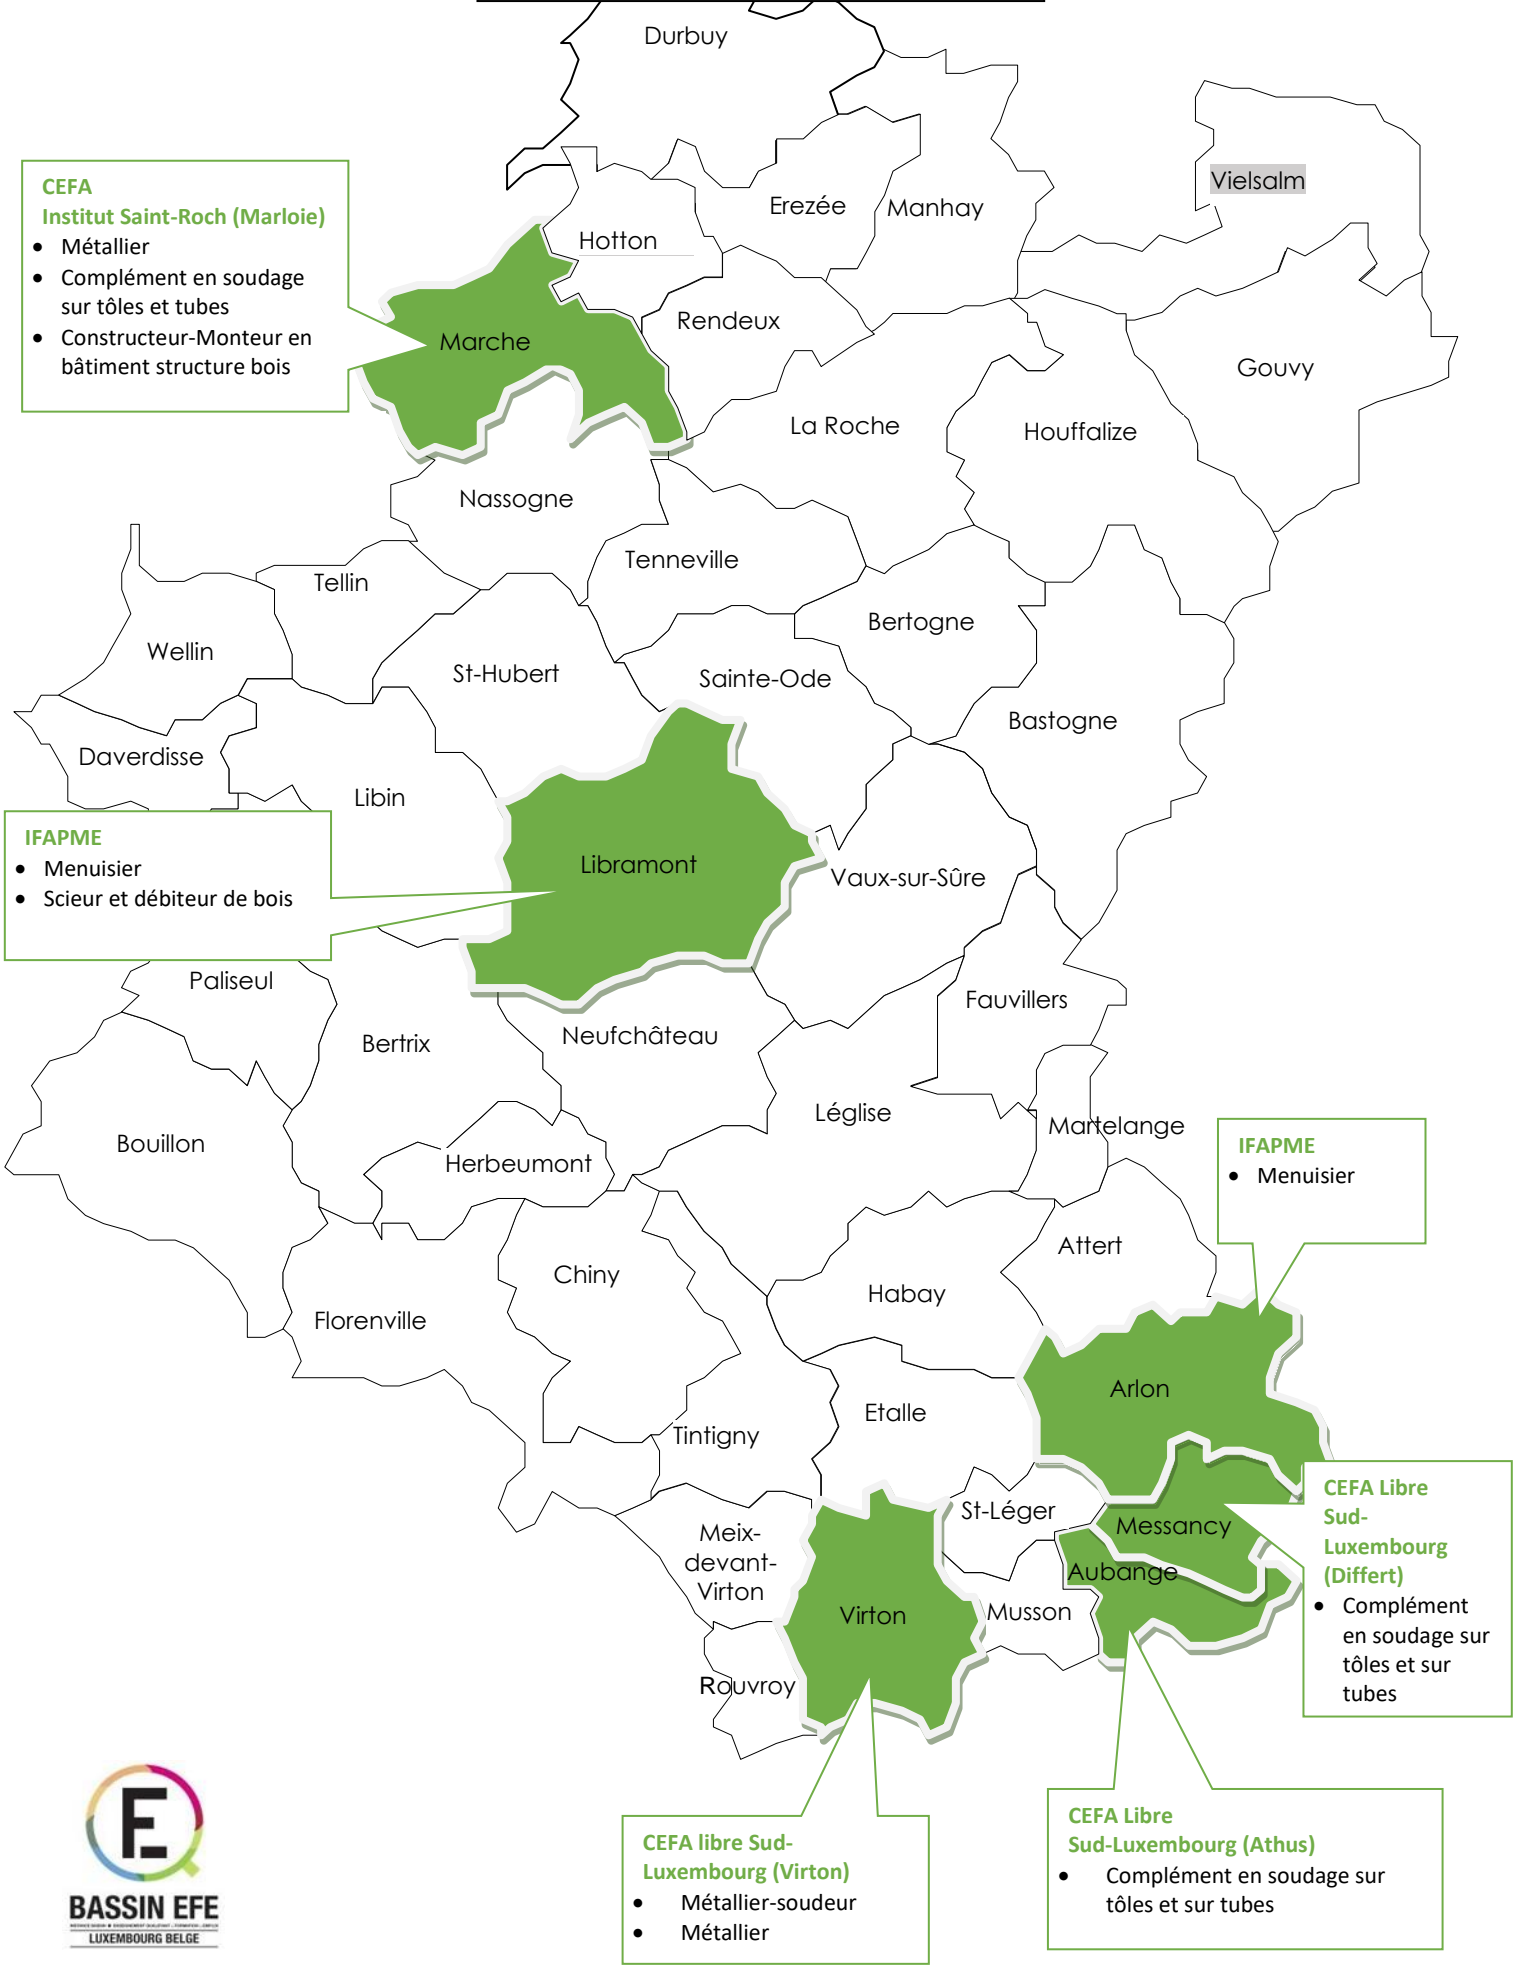 Durbuy
Vielsalm
CEFA
Institut Saint-Roch (Marloie)
• Métallier
• Complément en soudage
sur tôles et tubes
• Constructeur-Monteur en
bâtiment structure bois
Erezée
Manhay
Hotton
Rendeux
Marche
Gouvy
La Roche
Houffalize
Nassogne
Tenneville
Tellin
Bertogne
Wellin
St-Hubert
Sainte-Ode
Bastogne
Daverdisse
Libin
IFAPME
• Menuisier
• Scieur et débiteur de bois
Libramont
Vaux-sur-Sûre
Paliseul
Fauvillers
Neufchâteau
Bertrix
Léglise
Martelange
Bouillon
Herbeumont
IFAPME
• Menuisier
Attert
Chiny
Habay
Florenville
Arlon
Etalle
Tintigny
CEFA Libre
Sud-
Luxembourg
(Differt)
• Complément
en soudage sur
tôles et sur
tubes
St-Léger
Messancy
Meix-
devant-
Virton
Aubange
Virton
Musson
Rouvroy
CEFA libre Sud-
Luxembourg (Virton)
• Métallier-soudeur
• Métallier
CEFA Libre
Sud-Luxembourg (Athus)
• Complément en soudage sur
tôles et sur tubes
BASSIN EFE
LUXEMBOURG BELGE